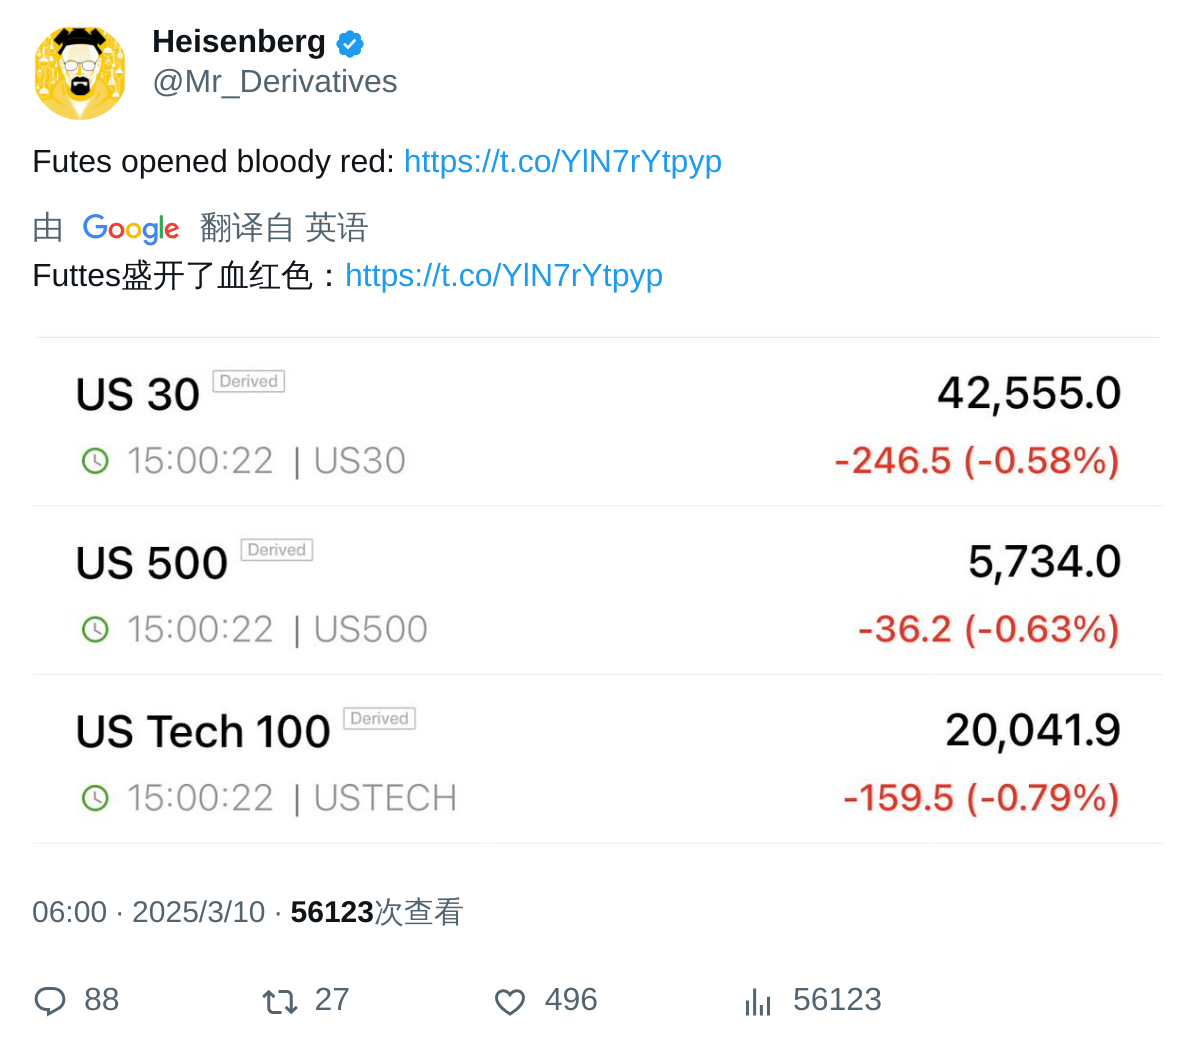 Heisenberg
@Mr_Derivatives
Futes opened bloody red: https://t.co/YlN7rYtpyp
由 Google 翻译自 英语
Futtes盛开了血红色：https://t.co/YlN7rYtpyp
US 30 Derived 42,555.0
15:00:22 | US30 -246.5 (-0.58%)
US 500 Derived 5,734.0
15:00:22 | US500 -36.2 (-0.63%)
US Tech 100 Derived 20,041.9
15:00:22 | USTECH -159.5 (-0.79%)
06:00 · 2025/3/10 · 56123次查看
88 27 496 56123